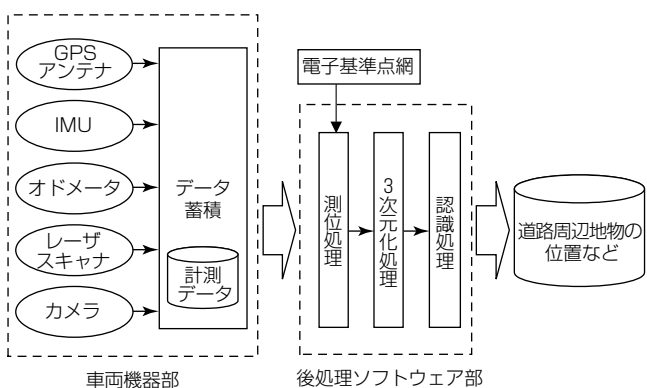 GPS
アンテナ
IMU
オドメータ
レーザ
スキャナ
カメラ
データ
蓄積
計測
データ
車両機器部
電子基準点網
測位処理
3次元化処理
認識処理
後処理ソフトウェア部
道路周辺地物の
位置など